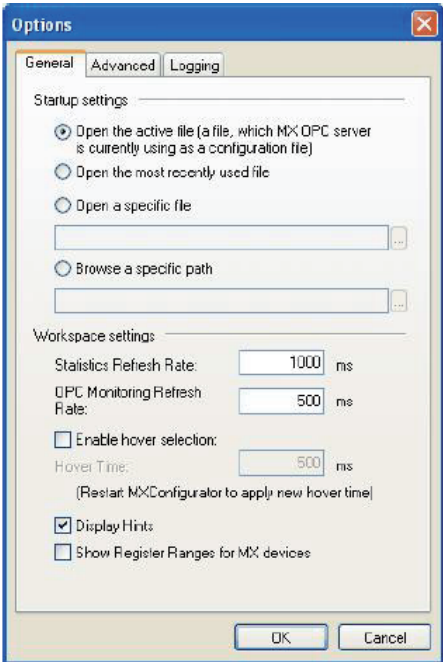 Options
General Advanced Logging
Startup settings
Open the active file (a file, which MX OPC server
is currently using as a configuration file)
Open the most recently used file
Open a specific file
...
Browse a specific path
...
Workspace settings
Statistics Refresh Rate: 1000 ms
OPC Monitoring Refresh
Rate: 500 ms
Enable hover selection:
Hover Time: 500 ms
(Restart MXConfigurator to apply new hover time)
Display Hints
Show Register Ranges for MX devices
OK Cancel